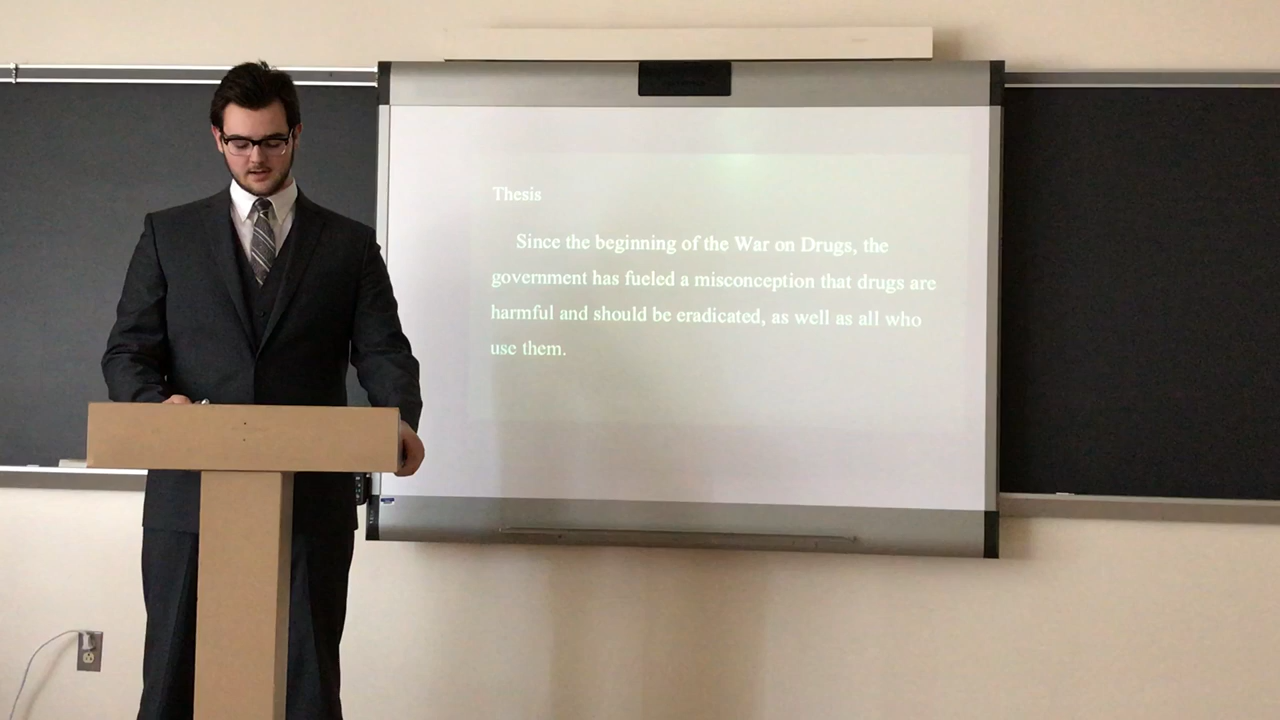 Thesis
Since the beginning of the War on Drugs, the
government has fueled a misconception that drugs are
harmful and should be eradicated, as well as all who
use them.